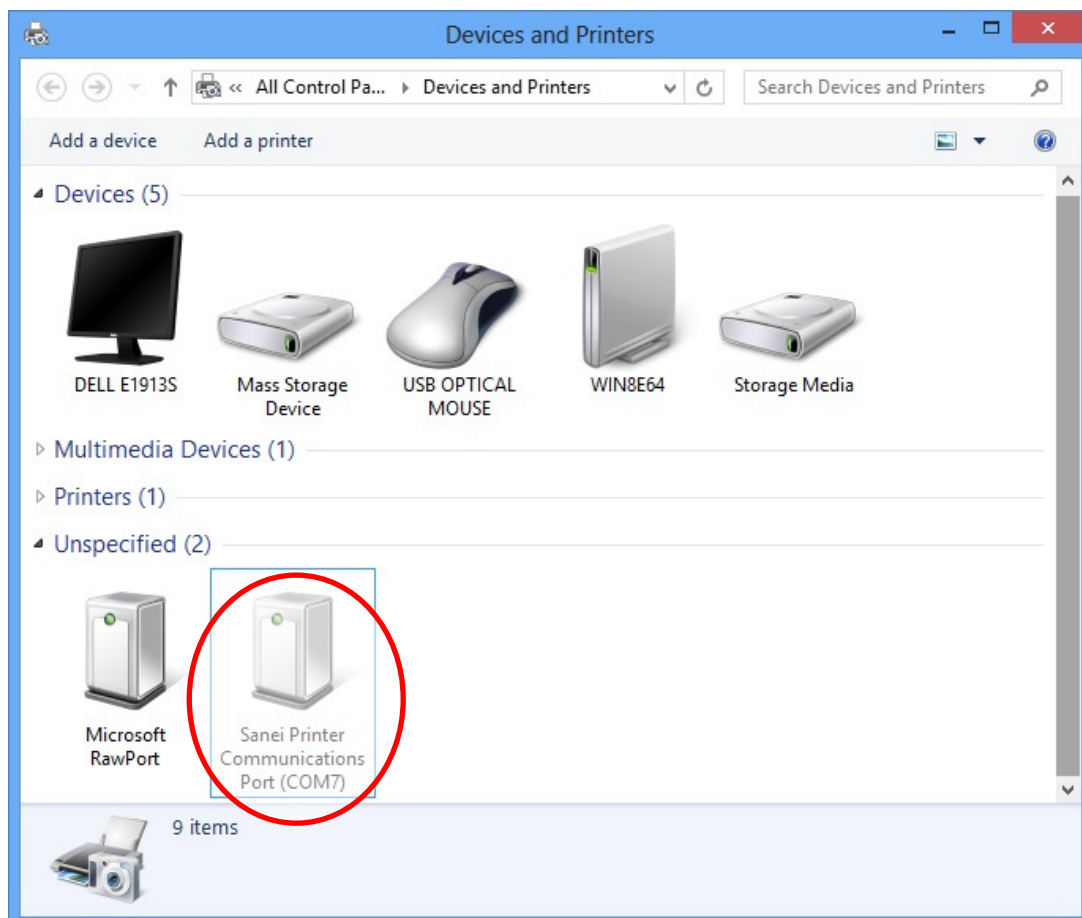 Devices and Printers
« All Control Pa... Devices and Printers
Search Devices and Printers
Add a device Add a printer
Devices (5)
DELL E1913S
Mass Storage
Device
USB OPTICAL
MOUSE
WIN8E64
Storage Media
Multimedia Devices (1)
Printers (1)
Unspecified (2)
Microsoft
RawPort
Sanei Printer
Communications
Port (COM7)
9 items